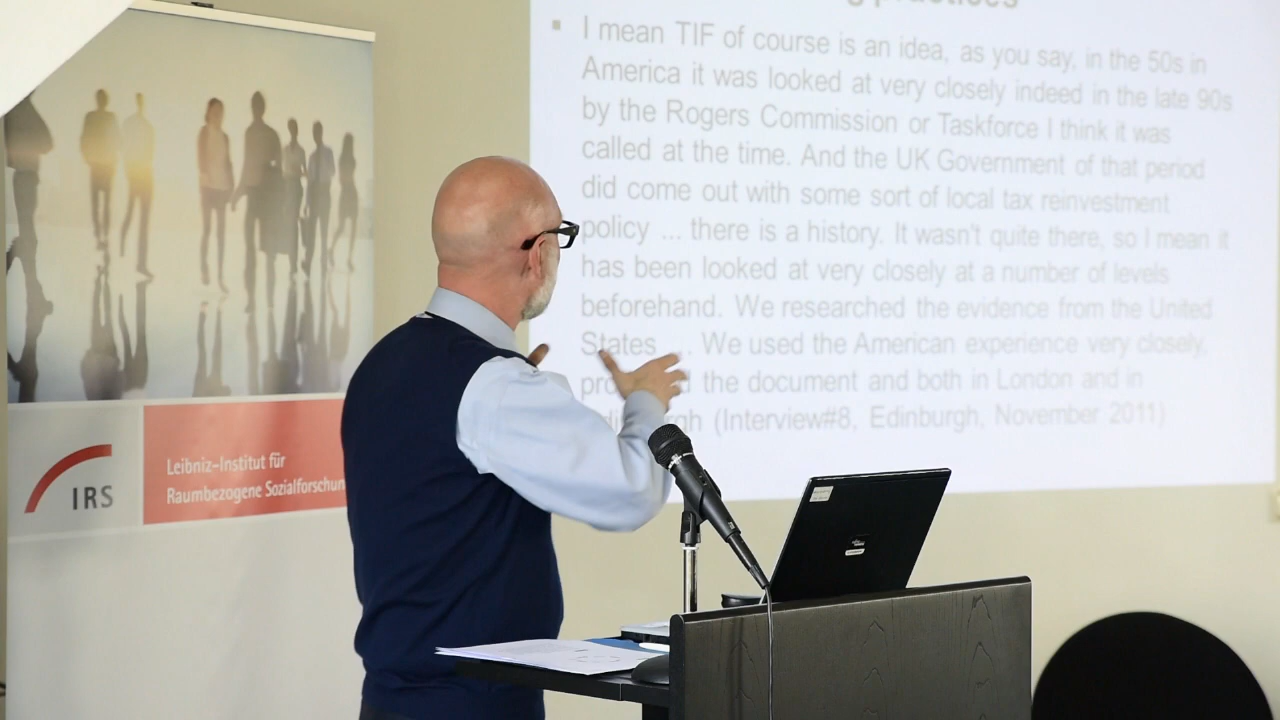 practices
I mean TIF of course is an idea, as you say, in the 50s in
America it was looked at very closely indeed in the late 90s
by the Rogers Commission or Taskforce I think it was
called at the time. And the UK Government of that period
did come out with some sort of local tax reinvestment
policy ... there is a history. It wasn't quite there, so I mean it
has been looked at very closely at a number of levels
beforehand. We researched the evidence from the United
States ... We used the American experience very closely,
the document and both in London and in
(Interview#8, Edinburgh, November 2011)
IRS
Leibniz-Institut für
Raumbezogene Sozialforschun